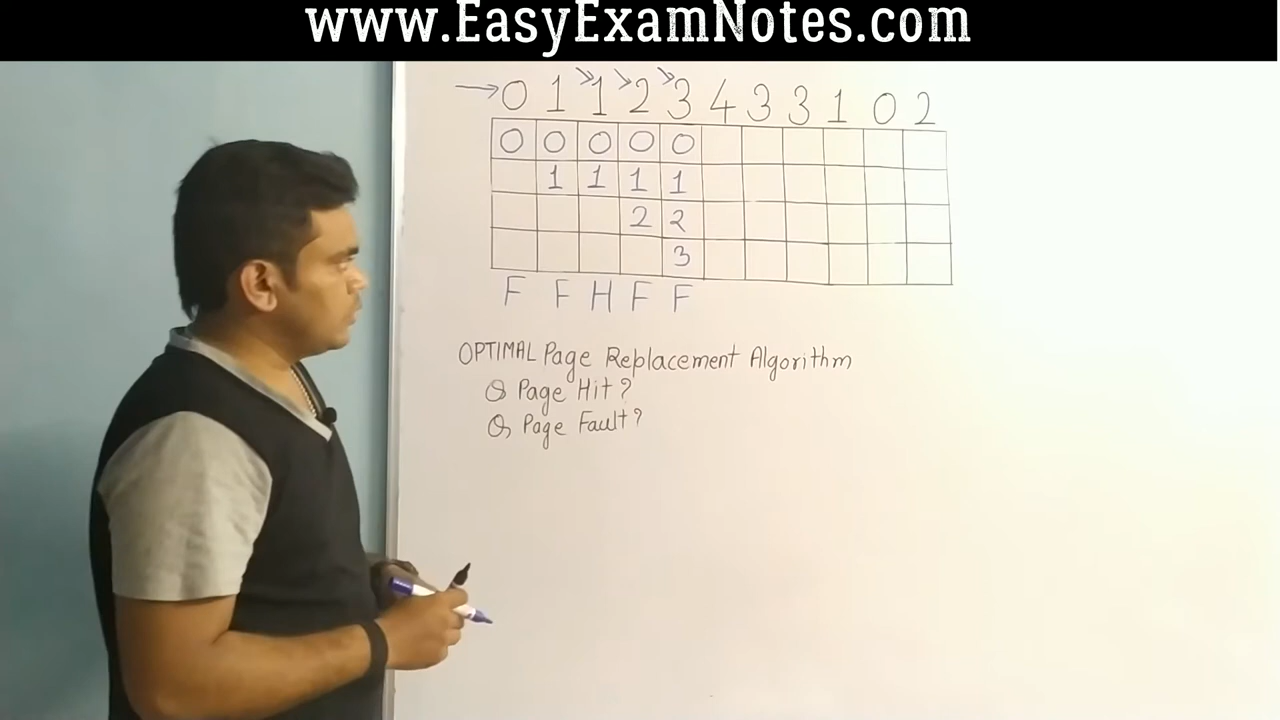 www.EasyExamNotes.com
→ 0 1 1 2 3 4 3 3 1 0 2
0 0 0 0 0
1 1 1 1
2 2
3
F F H F F
OPTIMAL Page Replacement Algorithm
Q Page Hit?
Q Page Fault?